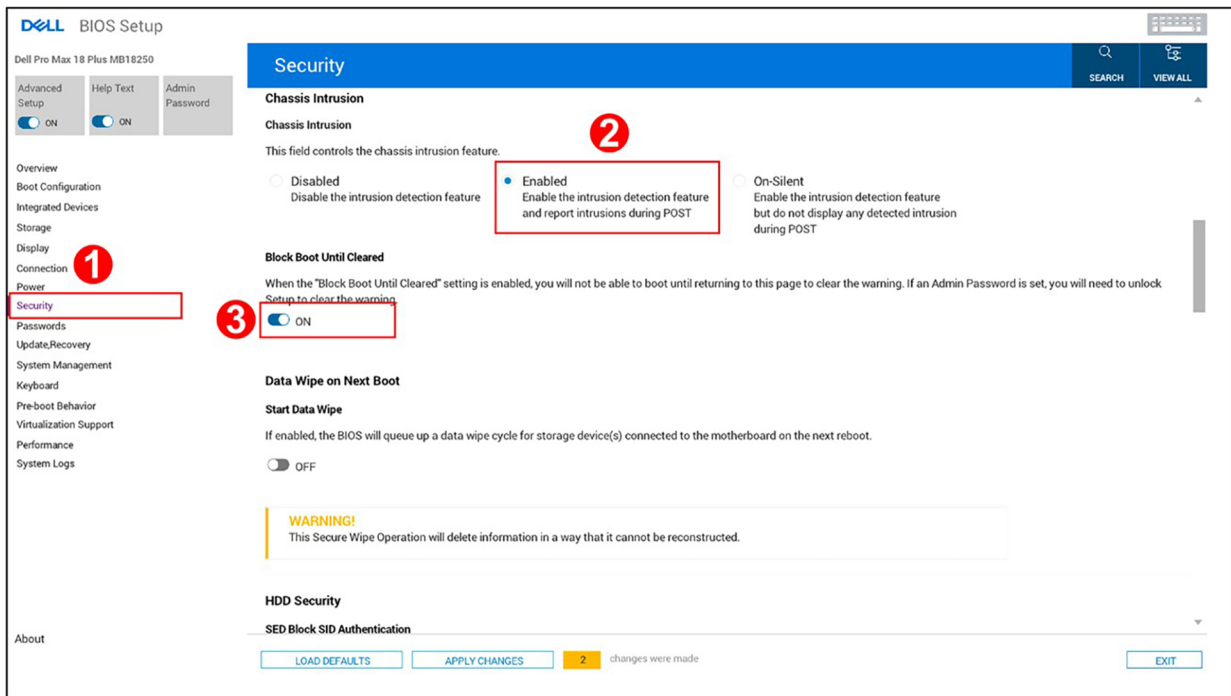 DELL BIOS Setup
Dell Pro Max 18 Plus MB18250
Advanced Setup
ON
Help Text
ON
Admin Password
Overview
Boot Configuration
Integrated Devices
Storage
Display
Connection
1
Power
Security
Passwords
Update,Recovery
System Management
Keyboard
Pre-boot Behavior
Virtualization Support
Performance
System Logs
About
Security
SEARCH
VIEW ALL
Chassis Intrusion
Chassis Intrusion
This field controls the chassis intrusion feature.
2
Disabled
Disable the intrusion detection feature
Enabled
Enable the intrusion detection feature
and report intrusions during POST
On-Silent
Enable the intrusion detection feature
but do not display any detected intrusion
during POST
Block Boot Until Cleared
When the "Block Boot Until Cleared" setting is enabled, you will not be able to boot until returning to this page to clear the warning. If an Admin Password is set, you will need to unlock
Setup to clear the warning.
3
ON
Data Wipe on Next Boot
Start Data Wipe
If enabled, the BIOS will queue up a data wipe cycle for storage device(s) connected to the motherboard on the next reboot.
OFF
WARNING!
This Secure Wipe Operation will delete information in a way that it cannot be reconstructed.
HDD Security
SED Block SID Authentication
LOAD DEFAULTS
APPLY CHANGES
2 changes were made
EXIT